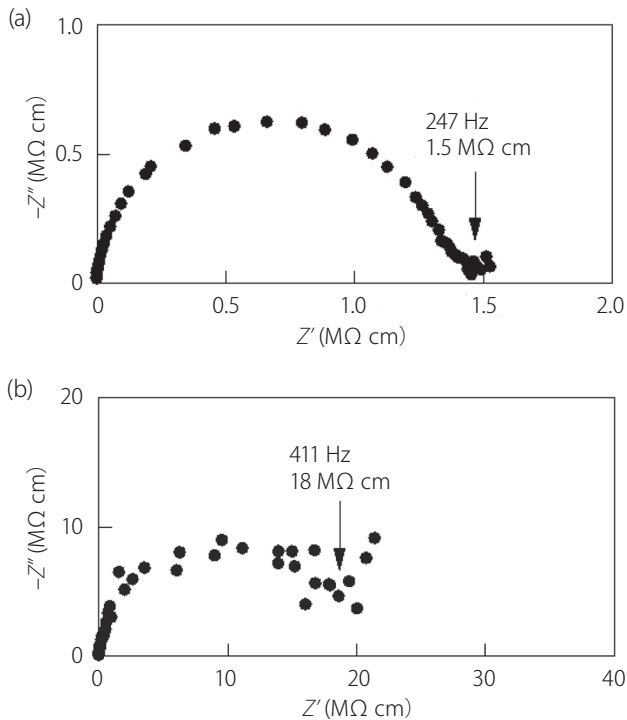 (a)
1.0
0.5
0
−Z″ (MΩ cm)
247 Hz
1.5 MΩ cm
0 0.5 1.0 1.5 2.0
Z′ (MΩ cm)
(b)
20
10
0
−Z″ (MΩ cm)
411 Hz
18 MΩ cm
0 10 20 30 40
Z′ (MΩ cm)